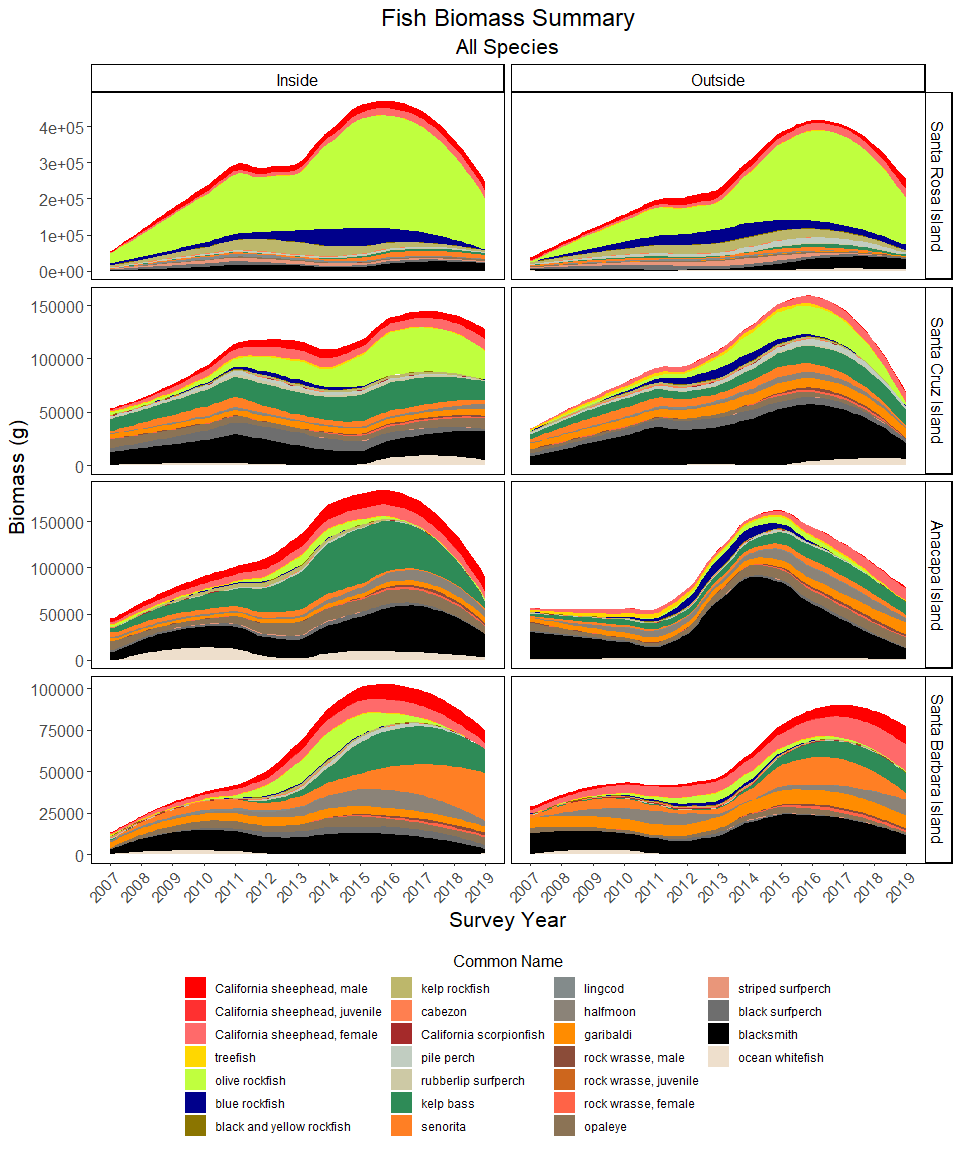 Fish Biomass Summary
All Species
Inside
Outside
4e+05
3e+05
2e+05
1e+05
0e+00
Santa Rosa Island
150000
100000
50000
0
Santa Cruz Island
150000
100000
50000
0
Anacapa Island
100000
75000
50000
25000
0
Santa Barbara Island
Biomass (g)
2007 2008 2009 2010 2011 2012 2013 2014 2015 2016 2017 2018 2019
2007 2008 2009 2010 2011 2012 2013 2014 2015 2016 2017 2018 2019
Survey Year
Common Name
California sheephead, male
California sheephead, juvenile
California sheephead, female
treefish
olive rockfish
blue rockfish
black and yellow rockfish
kelp rockfish
cabezon
California scorpionfish
pile perch
rubberlip surfperch
kelp bass
senorita
lingcod
halfmoon
garibaldi
rock wrasse, male
rock wrasse, juvenile
rock wrasse, female
opaleye
striped surfperch
black surfperch
blacksmith
ocean whitefish